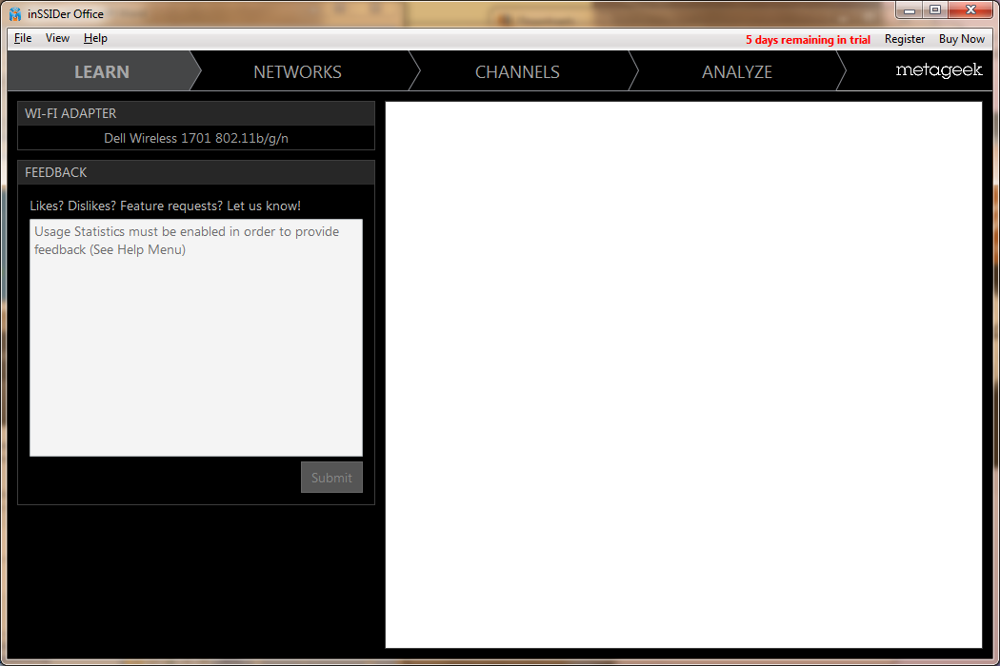 inSSIDer Office
File View Help 5 days remaining in trial Register Buy Now
LEARN NETWORKS CHANNELS ANALYZE metageek
WI-FI ADAPTER
Dell Wireless 1701 802.11b/g/n
FEEDBACK
Likes? Dislikes? Feature requests? Let us know!
Usage Statistics must be enabled in order to provide
feedback (See Help Menu)
Submit